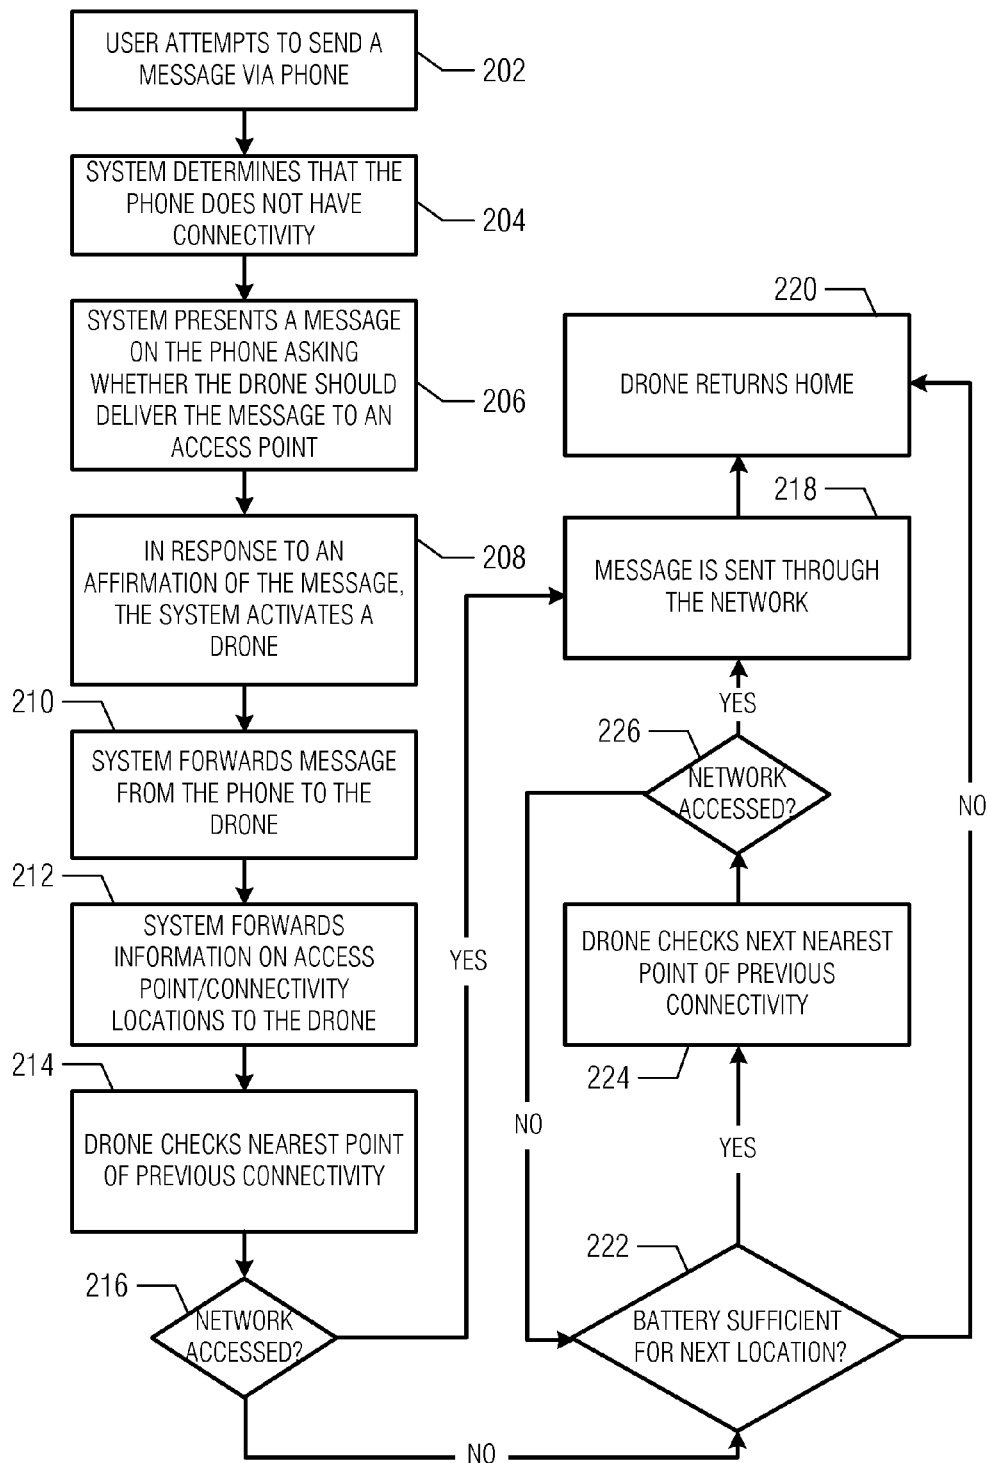 USER ATTEMPTS TO SEND A
MESSAGE VIA PHONE
202
SYSTEM DETERMINES THAT THE
PHONE DOES NOT HAVE
CONNECTIVITY
204
SYSTEM PRESENTS A MESSAGE
ON THE PHONE ASKING
WHETHER THE DRONE SHOULD
DELIVER THE MESSAGE TO AN
ACCESS POINT
206
IN RESPONSE TO AN
AFFIRMATION OF THE MESSAGE,
THE SYSTEM ACTIVATES A
DRONE
208
210
SYSTEM FORWARDS MESSAGE
FROM THE PHONE TO THE
DRONE
212
SYSTEM FORWARDS
INFORMATION ON ACCESS
POINT/CONNECTIVITY
LOCATIONS TO THE DRONE
214
DRONE CHECKS NEAREST POINT
OF PREVIOUS CONNECTIVITY
216
NETWORK
ACCESSED?
YES
NO
220
DRONE RETURNS HOME
218
MESSAGE IS SENT THROUGH
THE NETWORK
YES
226
NETWORK
ACCESSED?
NO
DRONE CHECKS NEXT NEAREST
POINT OF PREVIOUS
CONNECTIVITY
224
YES
222
BATTERY SUFFICIENT
FOR NEXT LOCATION?
NO